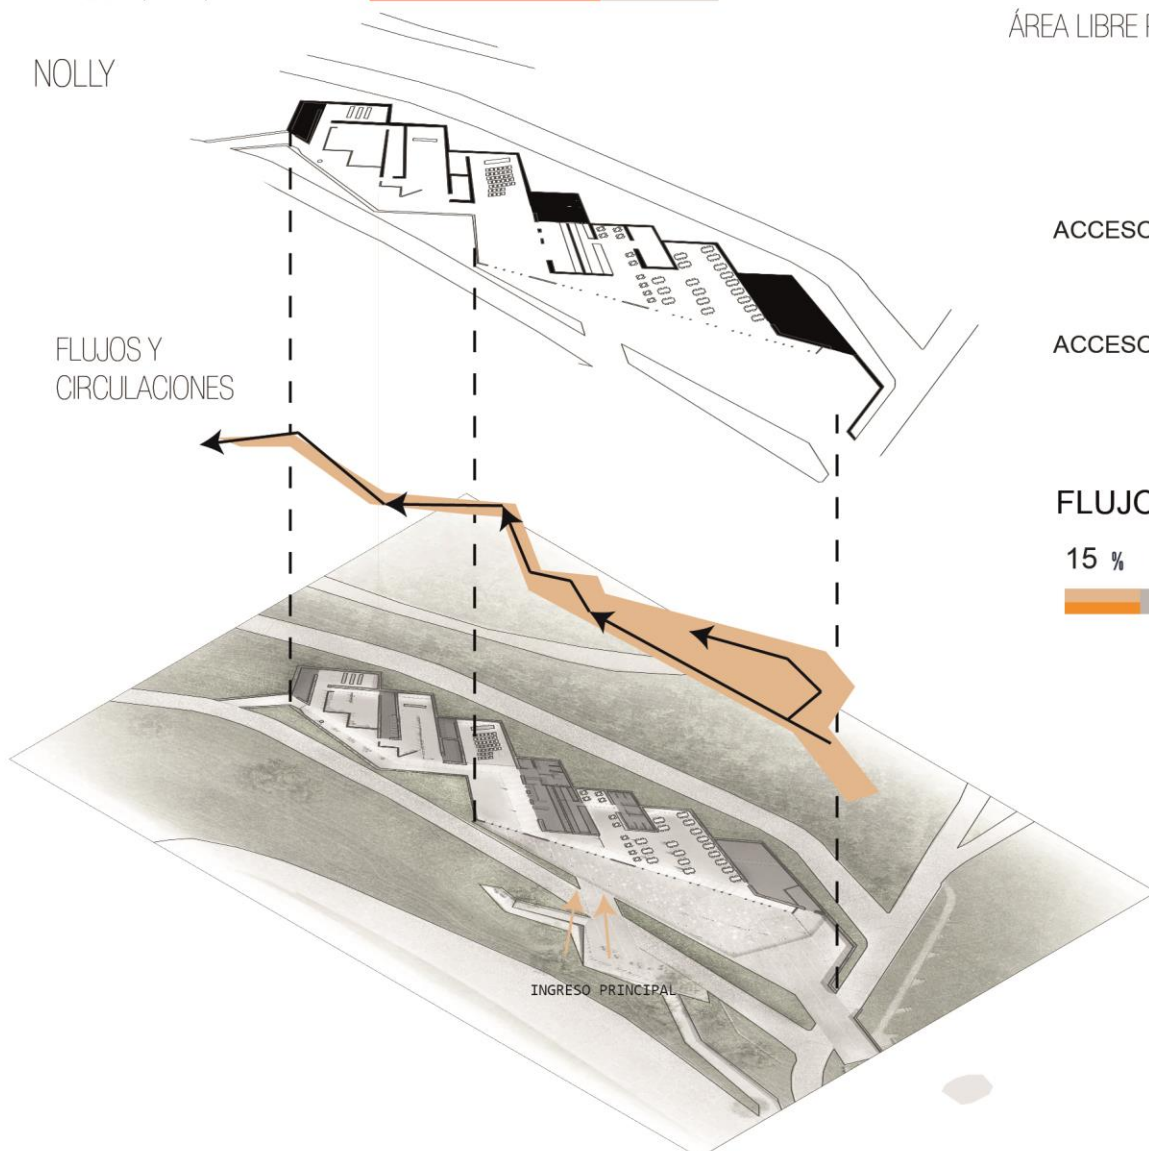 ÁREA LIBRE
NOLLY
ACCESO
FLUJOS Y
CIRCULACIONES
ACCESO
FLUJO
15 %
INGRESO PRINCIPAL